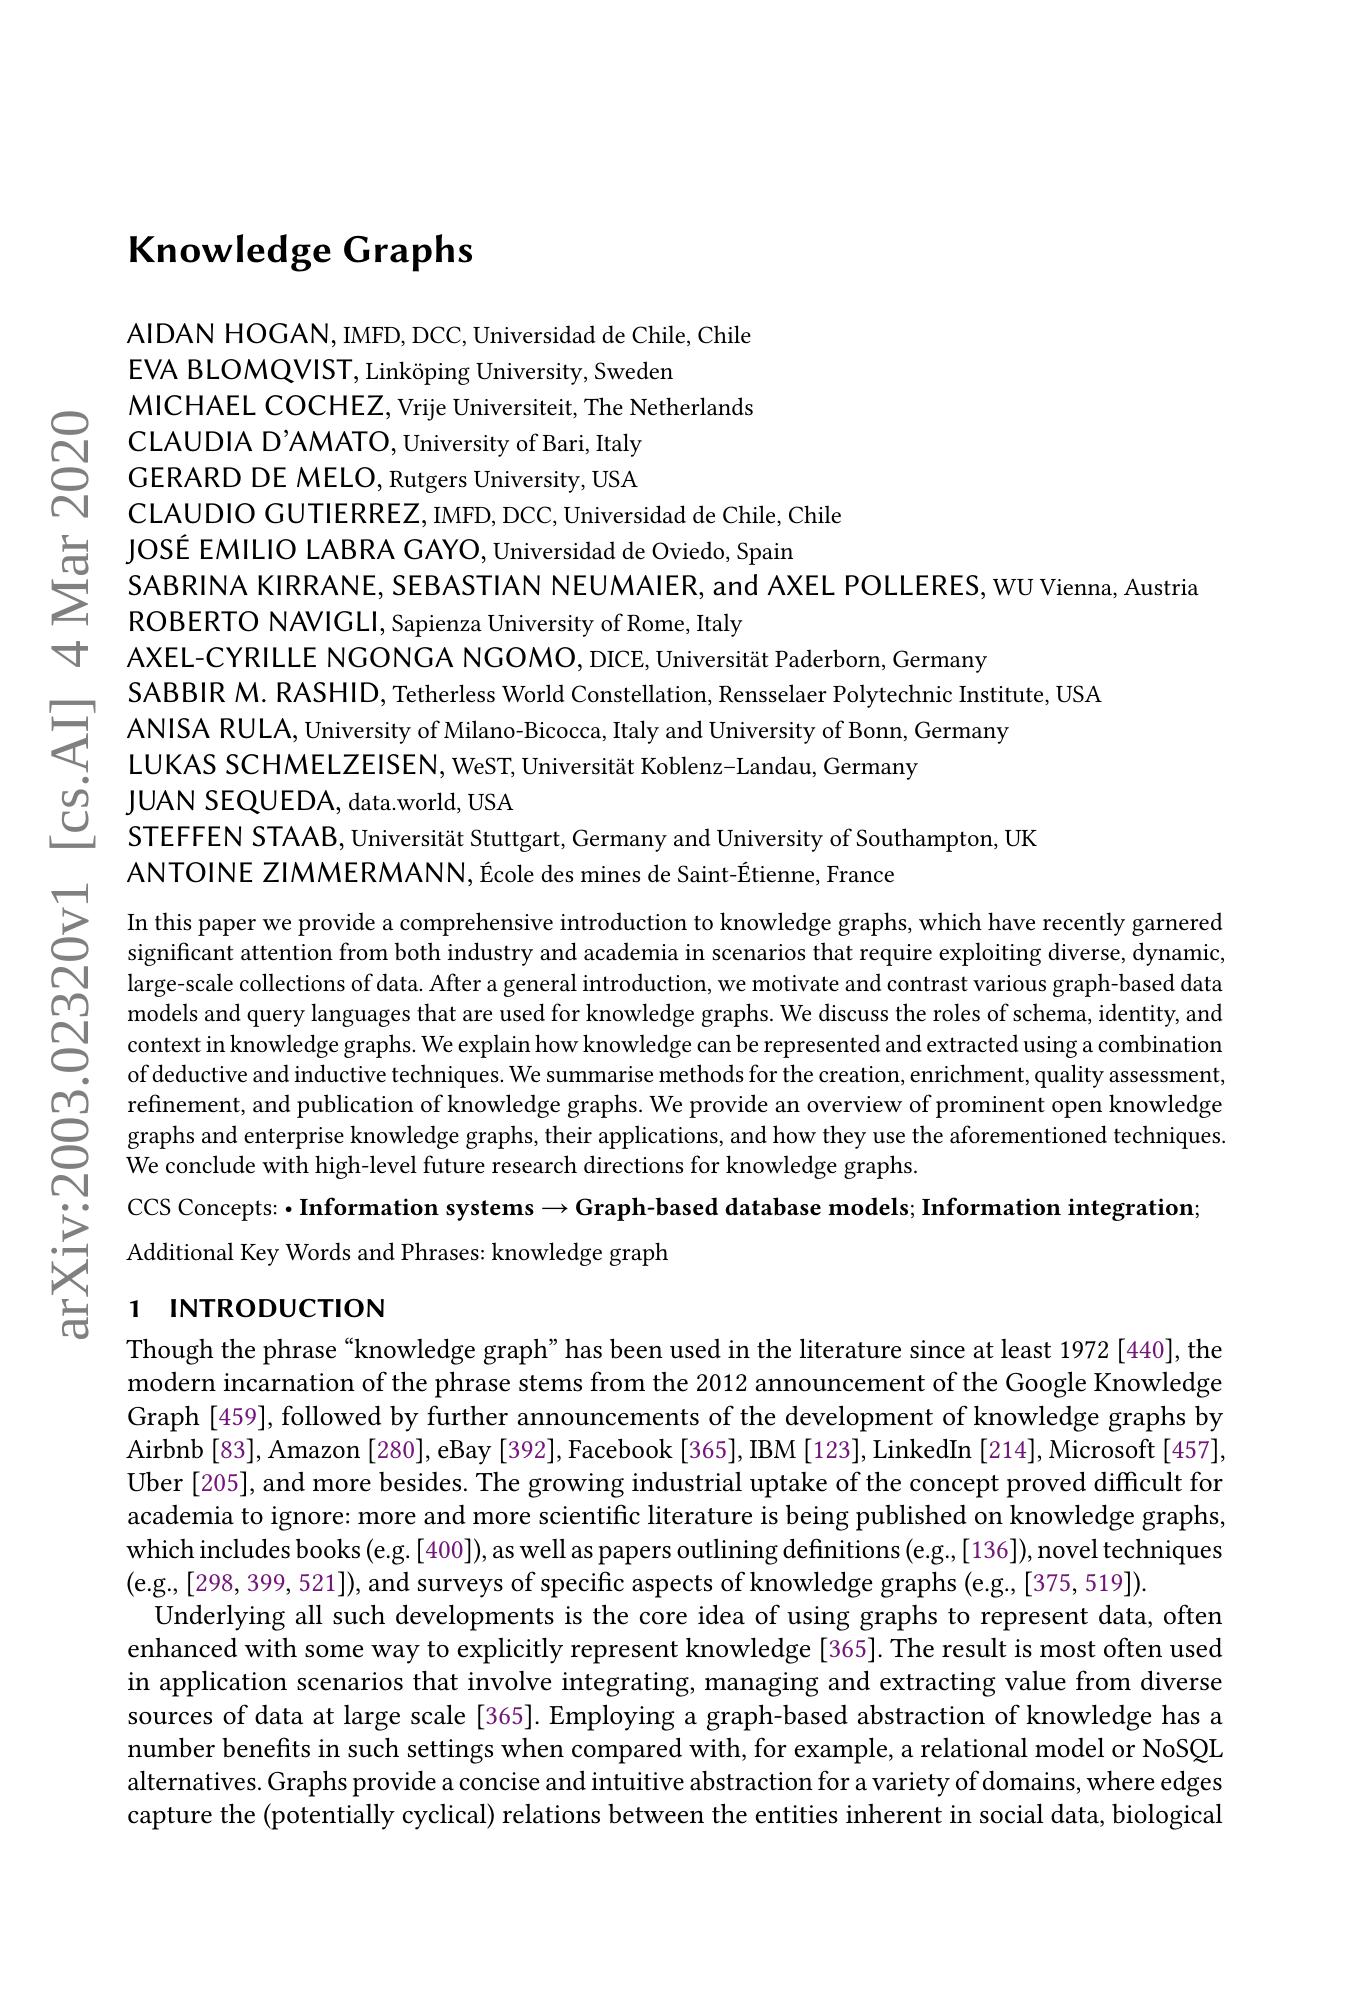 Knowledge Graphs
AIDAN HOGAN, IMFD, DCC, Universidad de Chile, Chile
EVA BLOMQVIST, Linköping University, Sweden
MICHAEL COCHEZ, Vrije Universiteit, The Netherlands
CLAUDIA D’AMATO, University of Bari, Italy
GERARD DE MELO, Rutgers University, USA
CLAUDIO GUTIERREZ, IMFD, DCC, Universidad de Chile, Chile
JOSÉ EMILIO LABRA GAYO, Universidad de Oviedo, Spain
SABRINA KIRRANE, SEBASTIAN NEUMAIER, and AXEL POLLERES, WU Vienna, Austria
ROBERTO NAVIGLI, Sapienza University of Rome, Italy
AXEL-CYRILLE NGONGA NGOMO, DICE, Universität Paderborn, Germany
SABBIR M. RASHID, Tetherless World Constellation, Rensselaer Polytechnic Institute, USA
ANISA RULA, University of Milano-Bicocca, Italy and University of Bonn, Germany
LUKAS SCHMELZEISEN, WeST, Universität Koblenz–Landau, Germany
JUAN SEQUEDA, data.world, USA
STEFFEN STAAB, Universität Stuttgart, Germany and University of Southampton, UK
ANTOINE ZIMMERMANN, École des mines de Saint-Étienne, France
In this paper we provide a comprehensive introduction to knowledge graphs, which have recently garnered
significant attention from both industry and academia in scenarios that require exploiting diverse, dynamic,
large-scale collections of data. After a general introduction, we motivate and contrast various graph-based data
models and query languages that are used for knowledge graphs. We discuss the roles of schema, identity, and
context in knowledge graphs. We explain how knowledge can be represented and extracted using a combination
of deductive and inductive techniques. We summarise methods for the creation, enrichment, quality assessment,
refinement, and publication of knowledge graphs. We provide an overview of prominent open knowledge
graphs and enterprise knowledge graphs, their applications, and how they use the aforementioned techniques.
We conclude with high-level future research directions for knowledge graphs.
CCS Concepts: • Information systems → Graph-based database models; Information integration;
Additional Key Words and Phrases: knowledge graph
1 INTRODUCTION
Though the phrase “knowledge graph” has been used in the literature since at least 1972 [440], the
modern incarnation of the phrase stems from the 2012 announcement of the Google Knowledge
Graph [459], followed by further announcements of the development of knowledge graphs by
Airbnb [83], Amazon [280], eBay [392], Facebook [365], IBM [123], LinkedIn [214], Microsoft [457],
Uber [205], and more besides. The growing industrial uptake of the concept proved difficult for
academia to ignore: more and more scientific literature is being published on knowledge graphs,
which includes books (e.g. [400]), as well as papers outlining definitions (e.g., [136]), novel techniques
(e.g., [298, 399, 521]), and surveys of specific aspects of knowledge graphs (e.g., [375, 519]).
Underlying all such developments is the core idea of using graphs to represent data, often
enhanced with some way to explicitly represent knowledge [365]. The result is most often used
in application scenarios that involve integrating, managing and extracting value from diverse
sources of data at large scale [365]. Employing a graph-based abstraction of knowledge has a
number benefits in such settings when compared with, for example, a relational model or NoSQL
alternatives. Graphs provide a concise and intuitive abstraction for a variety of domains, where edges
capture the (potentially cyclical) relations between the entities inherent in social data, biological
arXiv:2003.02320v1 [cs.AI] 4 Mar 2020